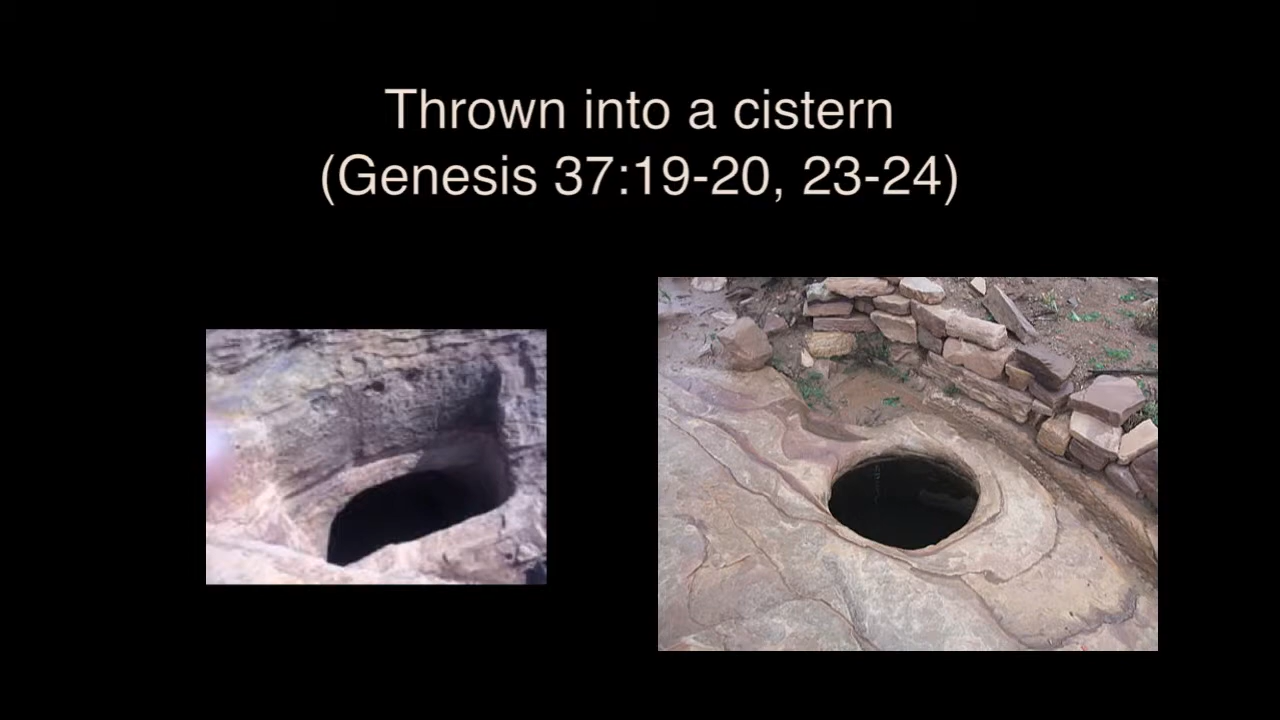 Thrown into a cistern
(Genesis 37:19-20, 23-24)